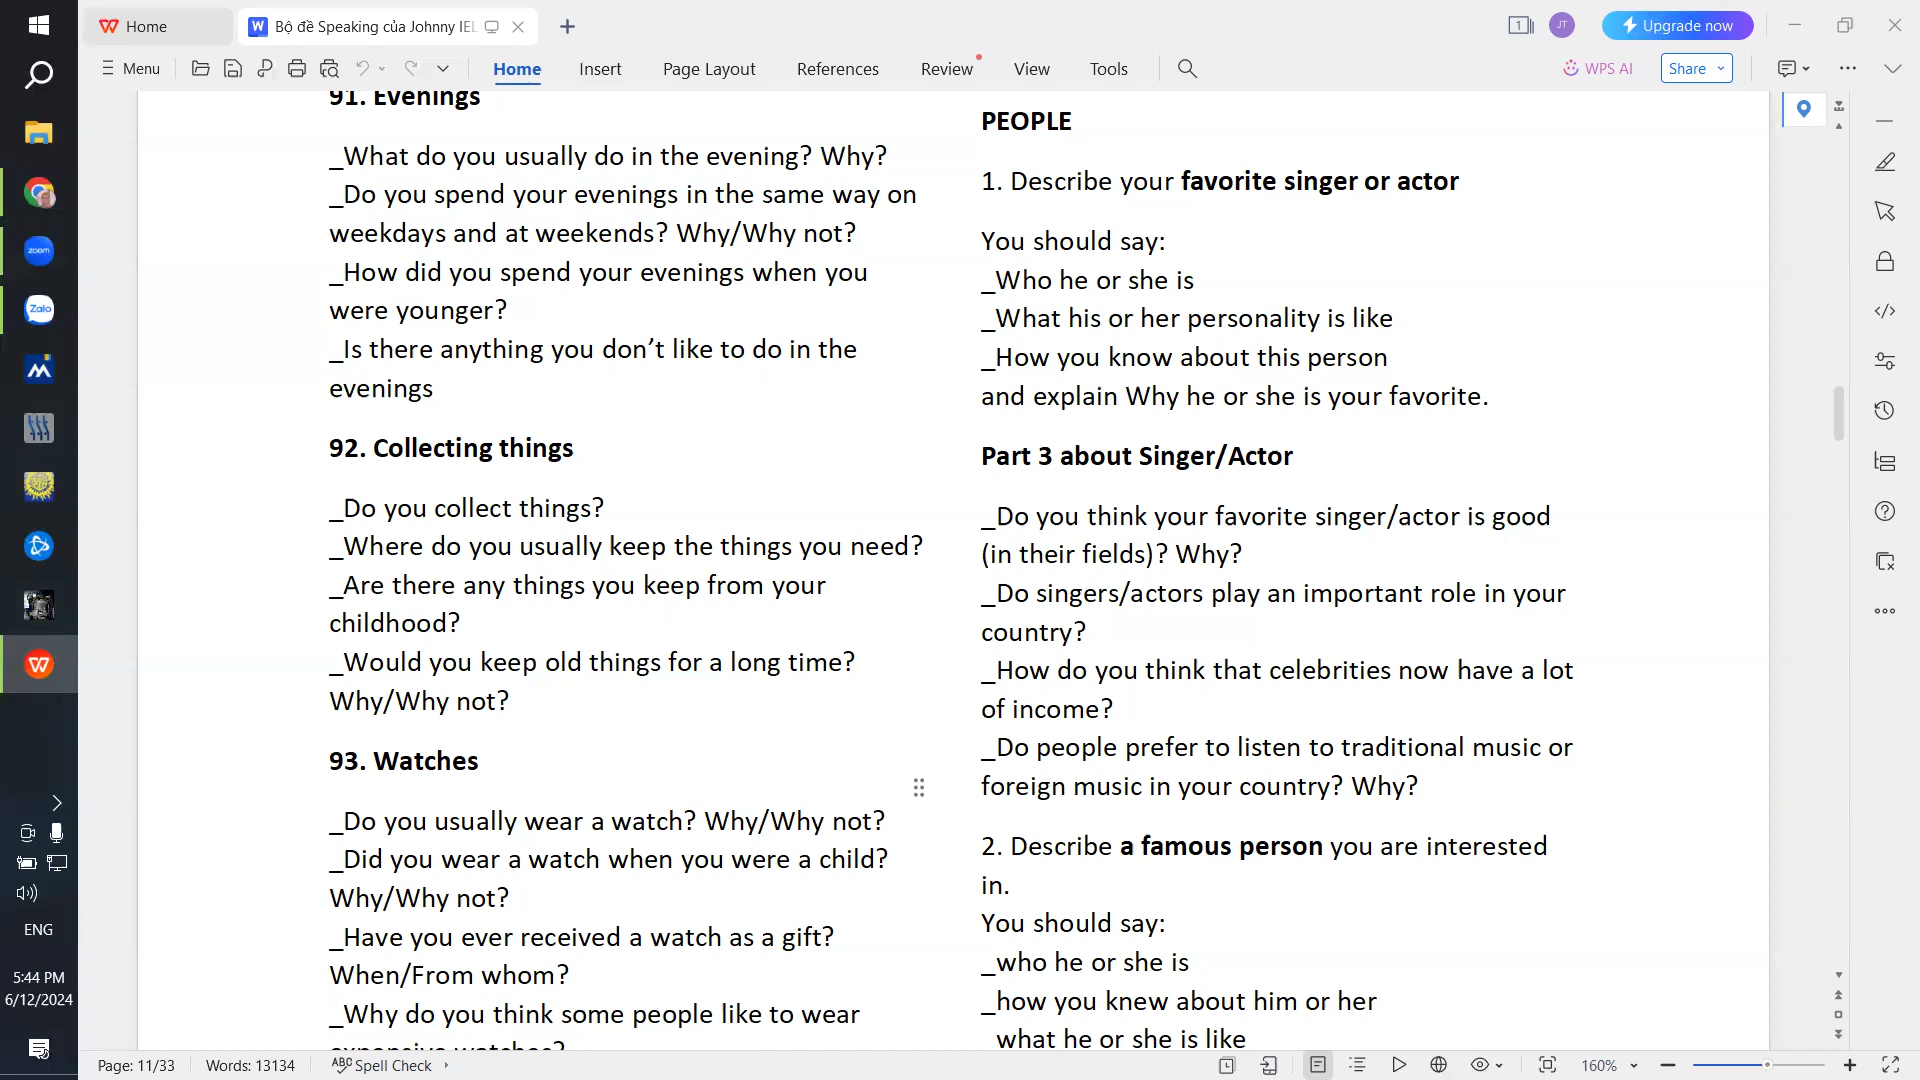 Home
Bộ đề Speaking của Johnny IEL
JT
Upgrade now
Menu
Home
Insert
Page Layout
References
Review
View
Tools
WPS AI
Share
91. Evenings
_What do you usually do in the evening? Why?
_Do you spend your evenings in the same way on
weekdays and at weekends? Why/Why not?
_How did you spend your evenings when you
were younger?
_Is there anything you don’t like to do in the
evenings
92. Collecting things
_Do you collect things?
_Where do you usually keep the things you need?
_Are there any things you keep from your
childhood?
_Would you keep old things for a long time?
Why/Why not?
93. Watches
_Do you usually wear a watch? Why/Why not?
_Did you wear a watch when you were a child?
Why/Why not?
_Have you ever received a watch as a gift?
When/From whom?
_Why do you think some people like to wear
expensive watches?
PEOPLE
1. Describe your favorite singer or actor
You should say:
_Who he or she is
_What his or her personality is like
_How you know about this person
and explain Why he or she is your favorite.
Part 3 about Singer/Actor
_Do you think your favorite singer/actor is good
(in their fields)? Why?
_Do singers/actors play an important role in your
country?
_How do you think that celebrities now have a lot
of income?
_Do people prefer to listen to traditional music or
foreign music in your country? Why?
2. Describe a famous person you are interested
in.
You should say:
_who he or she is
_how you knew about him or her
_what he or she is like
zoom
Zalo
ENG
5:44 PM
6/12/2024
Page: 11/33
Words: 13134
Spell Check
160%